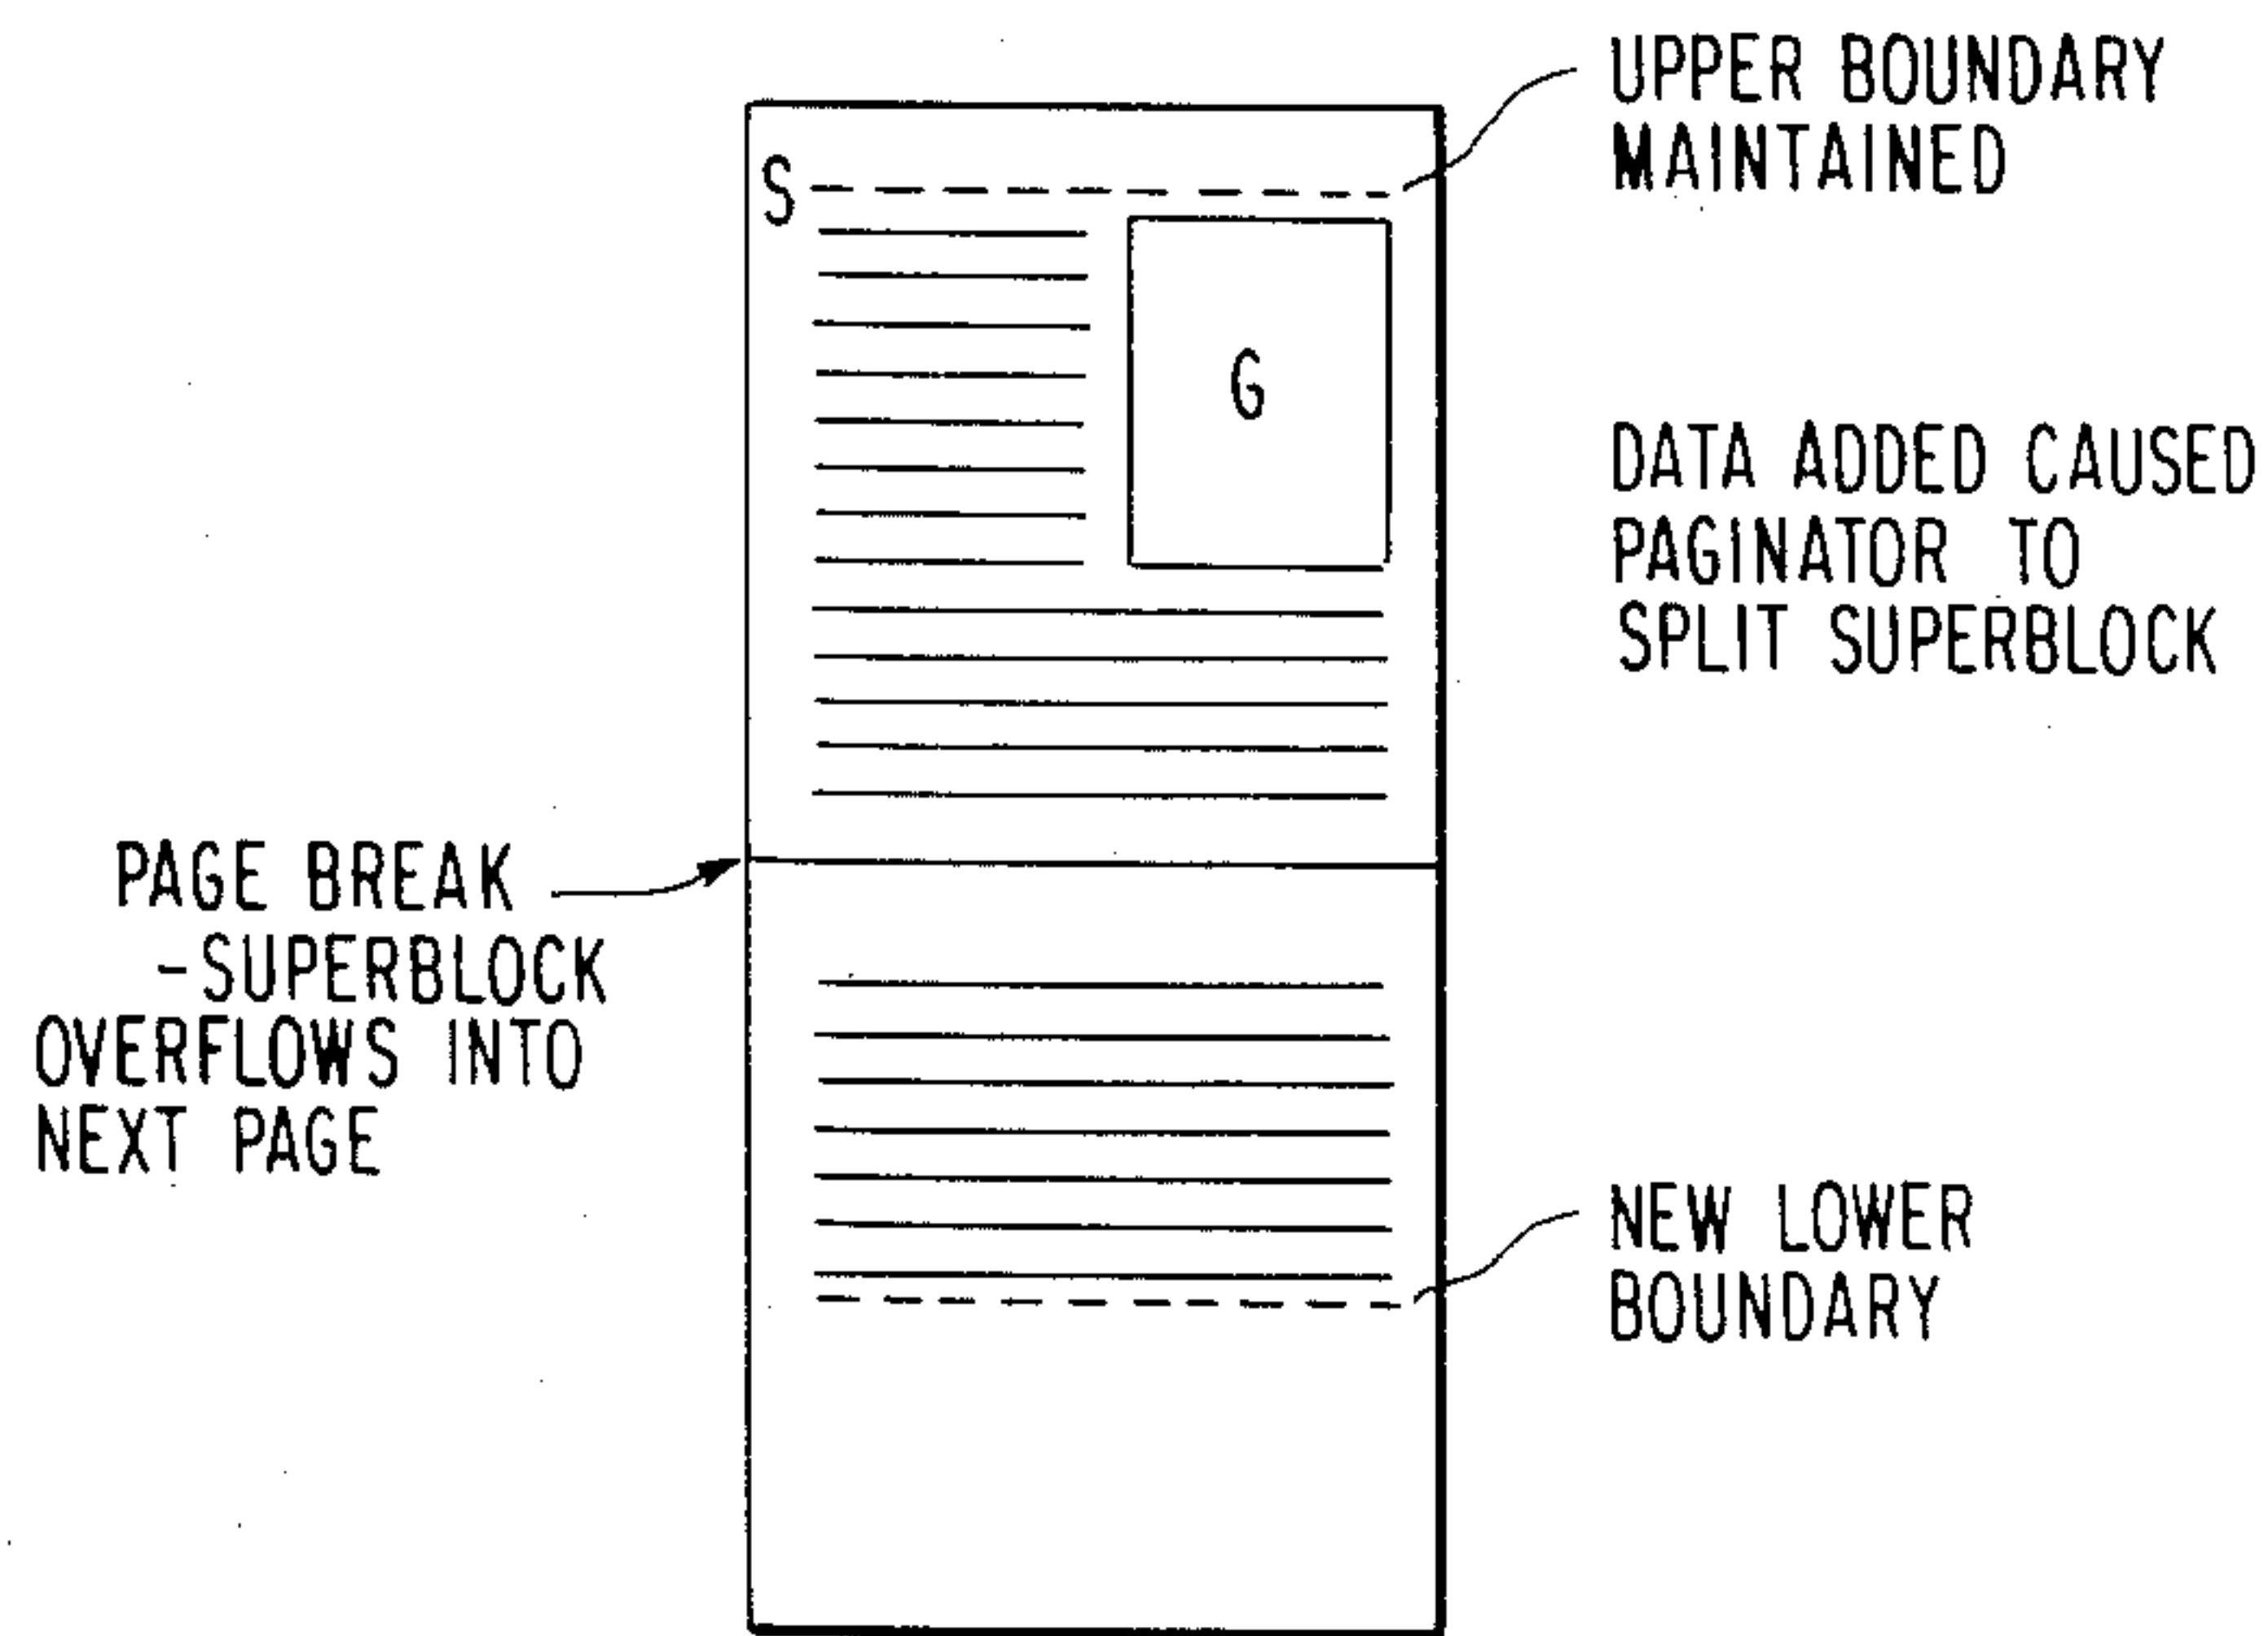 UPPER BOUNDARY
MAINTAINED
S
G
DATA ADDED CAUSED
PAGINATOR TO
SPLIT SUPERBLOCK
PAGE BREAK
-SUPERBLOCK
OVERFLOWS INTO
NEXT PAGE
NEW LOWER
BOUNDARY